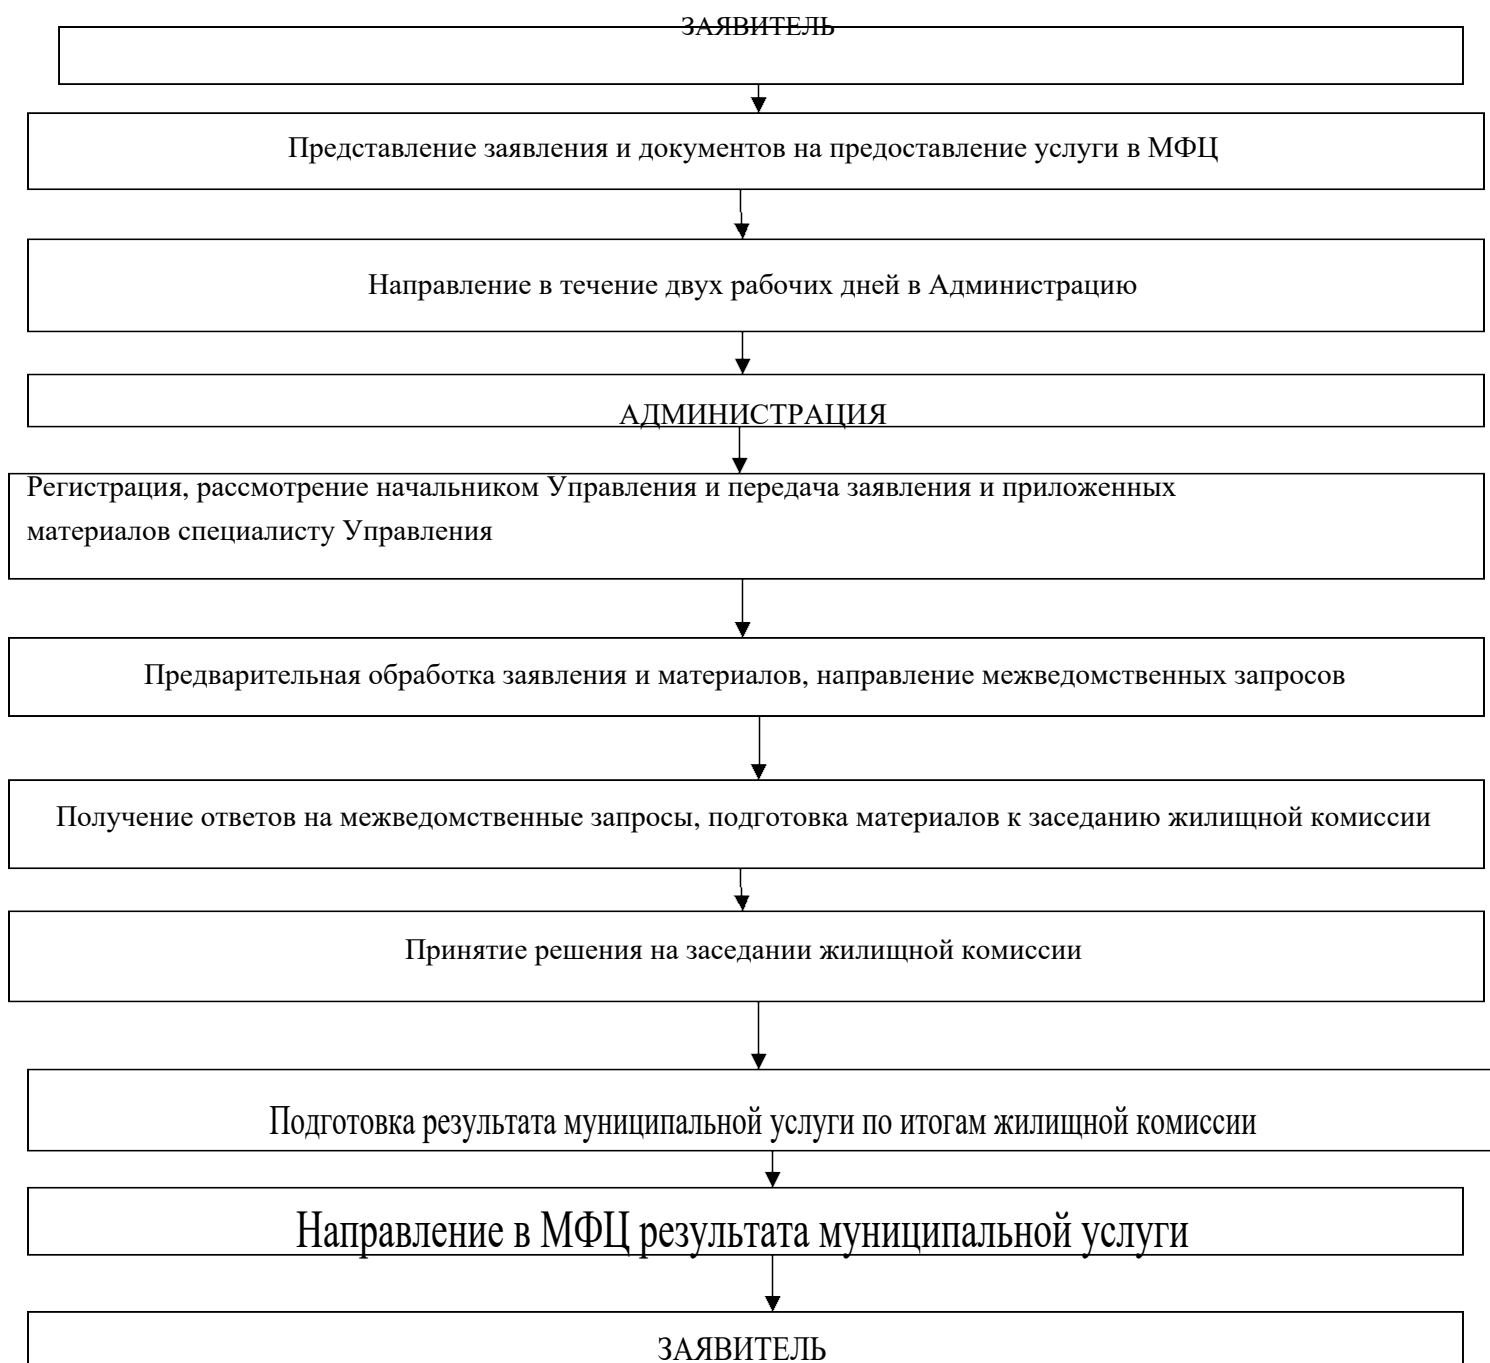 ЗАЯВИТЕЛЬ
Представление заявления и документов на предоставление услуги в МФЦ
Направление в течение двух рабочих дней в Администрацию
АДМИНИСТРАЦИЯ
Регистрация, рассмотрение начальником Управления и передача заявления и приложенных
материалов специалисту Управления
Предварительная обработка заявления и материалов, направление межведомственных запросов
Получение ответов на межведомственные запросы, подготовка материалов к заседанию жилищной комиссии
Принятие решения на заседании жилищной комиссии
Подготовка результата муниципальной услуги по итогам жилищной комиссии
Направление в МФЦ результата муниципальной услуги
ЗАЯВИТЕЛЬ